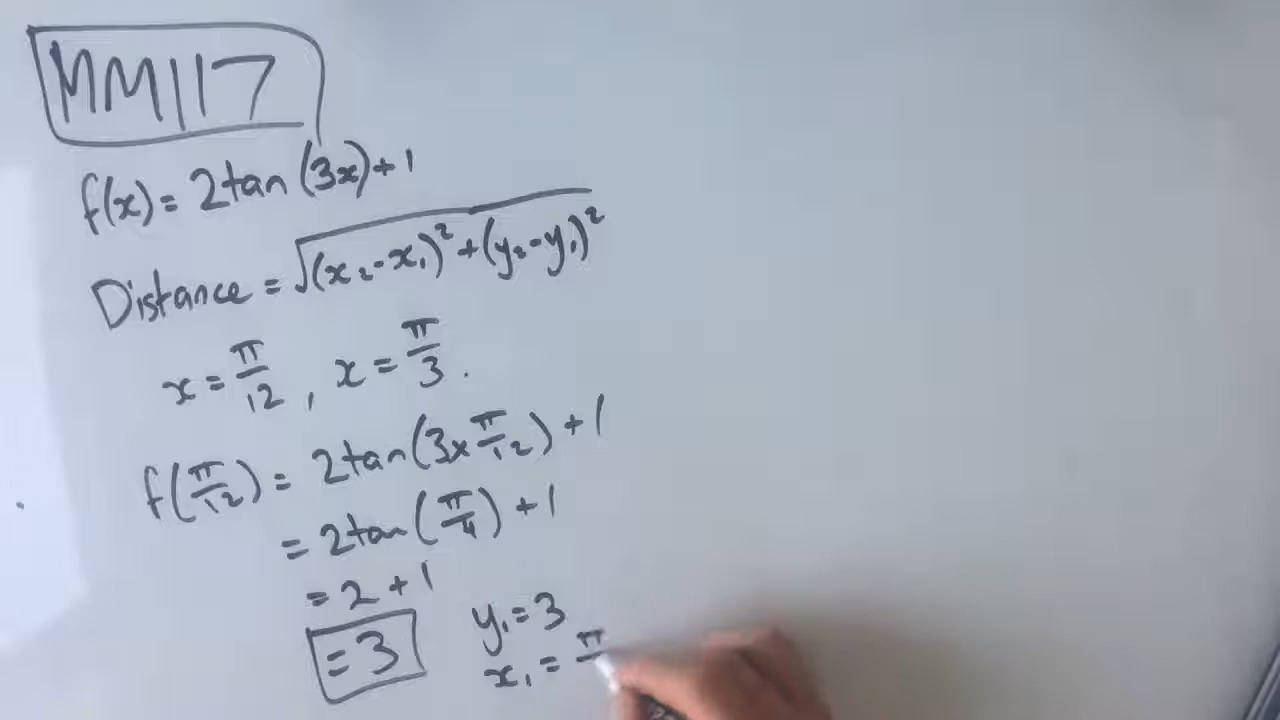 MM117
f(x) = 2tan(3x)+1
Distance = √(x₂-x₁)²+(y₂-y₁)²
x = π/12 , x = π/3 .
f(π/12) = 2tan(3xπ/12) + 1
= 2tan(π/4) + 1
= 2 + 1
= 3
y₁ = 3
x₁ = π